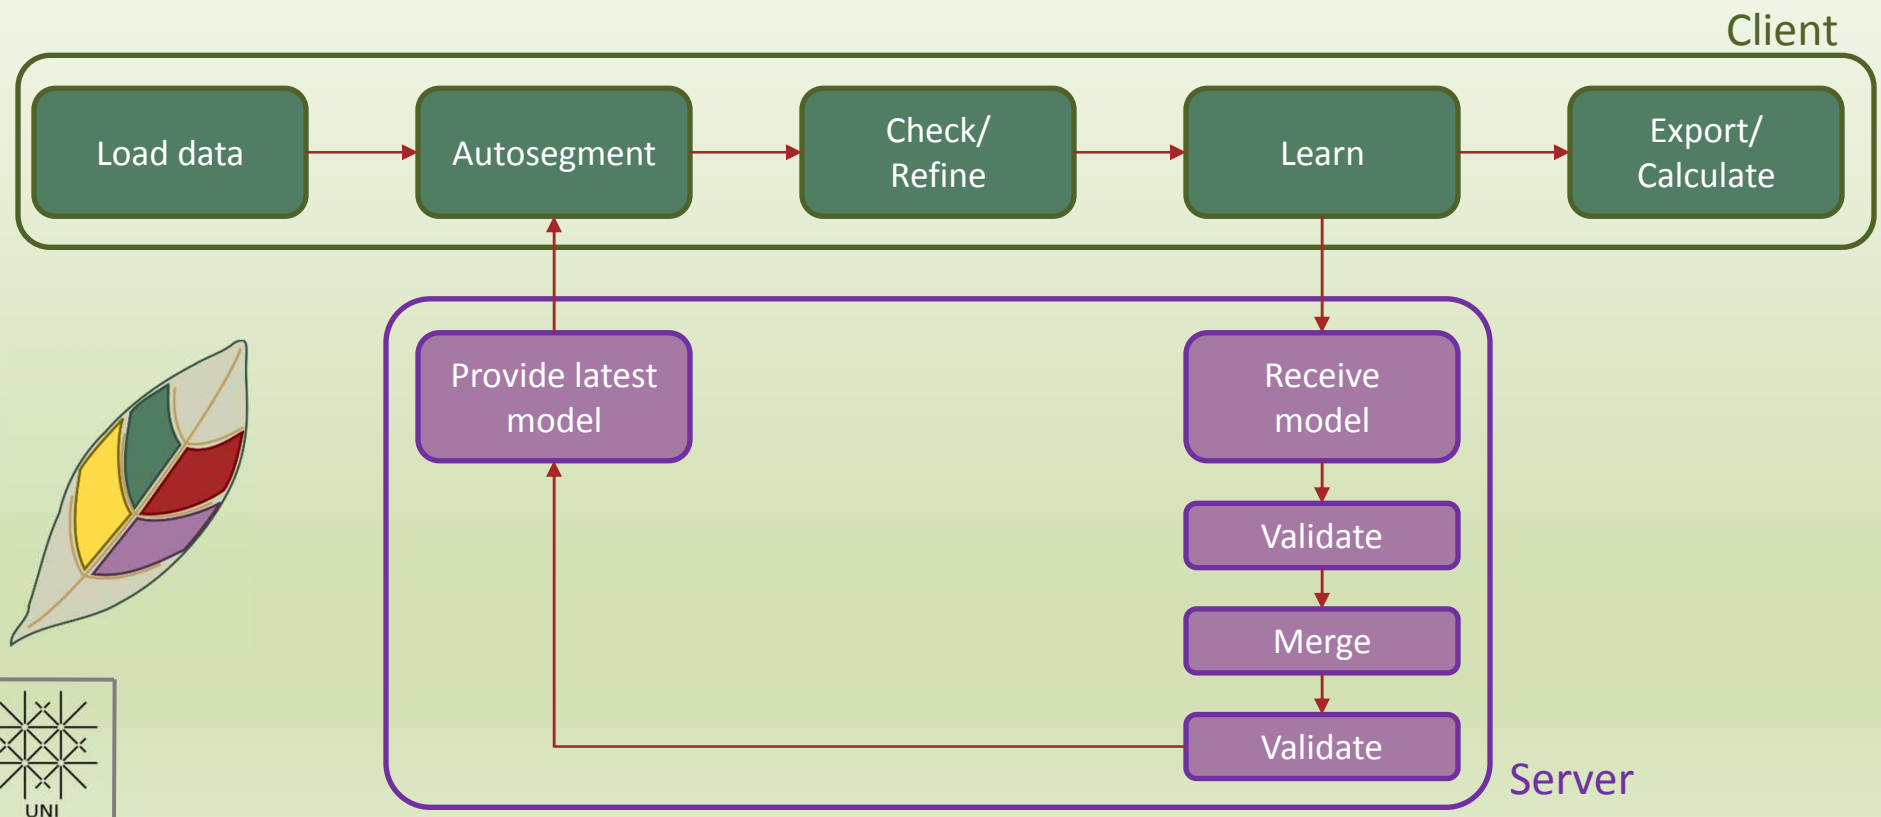 Client
Load data
Autosegment
Check/
Refine
Learn
Export/
Calculate
Provide latest
model
Receive
model
Validate
Merge
Validate
Server
UNI